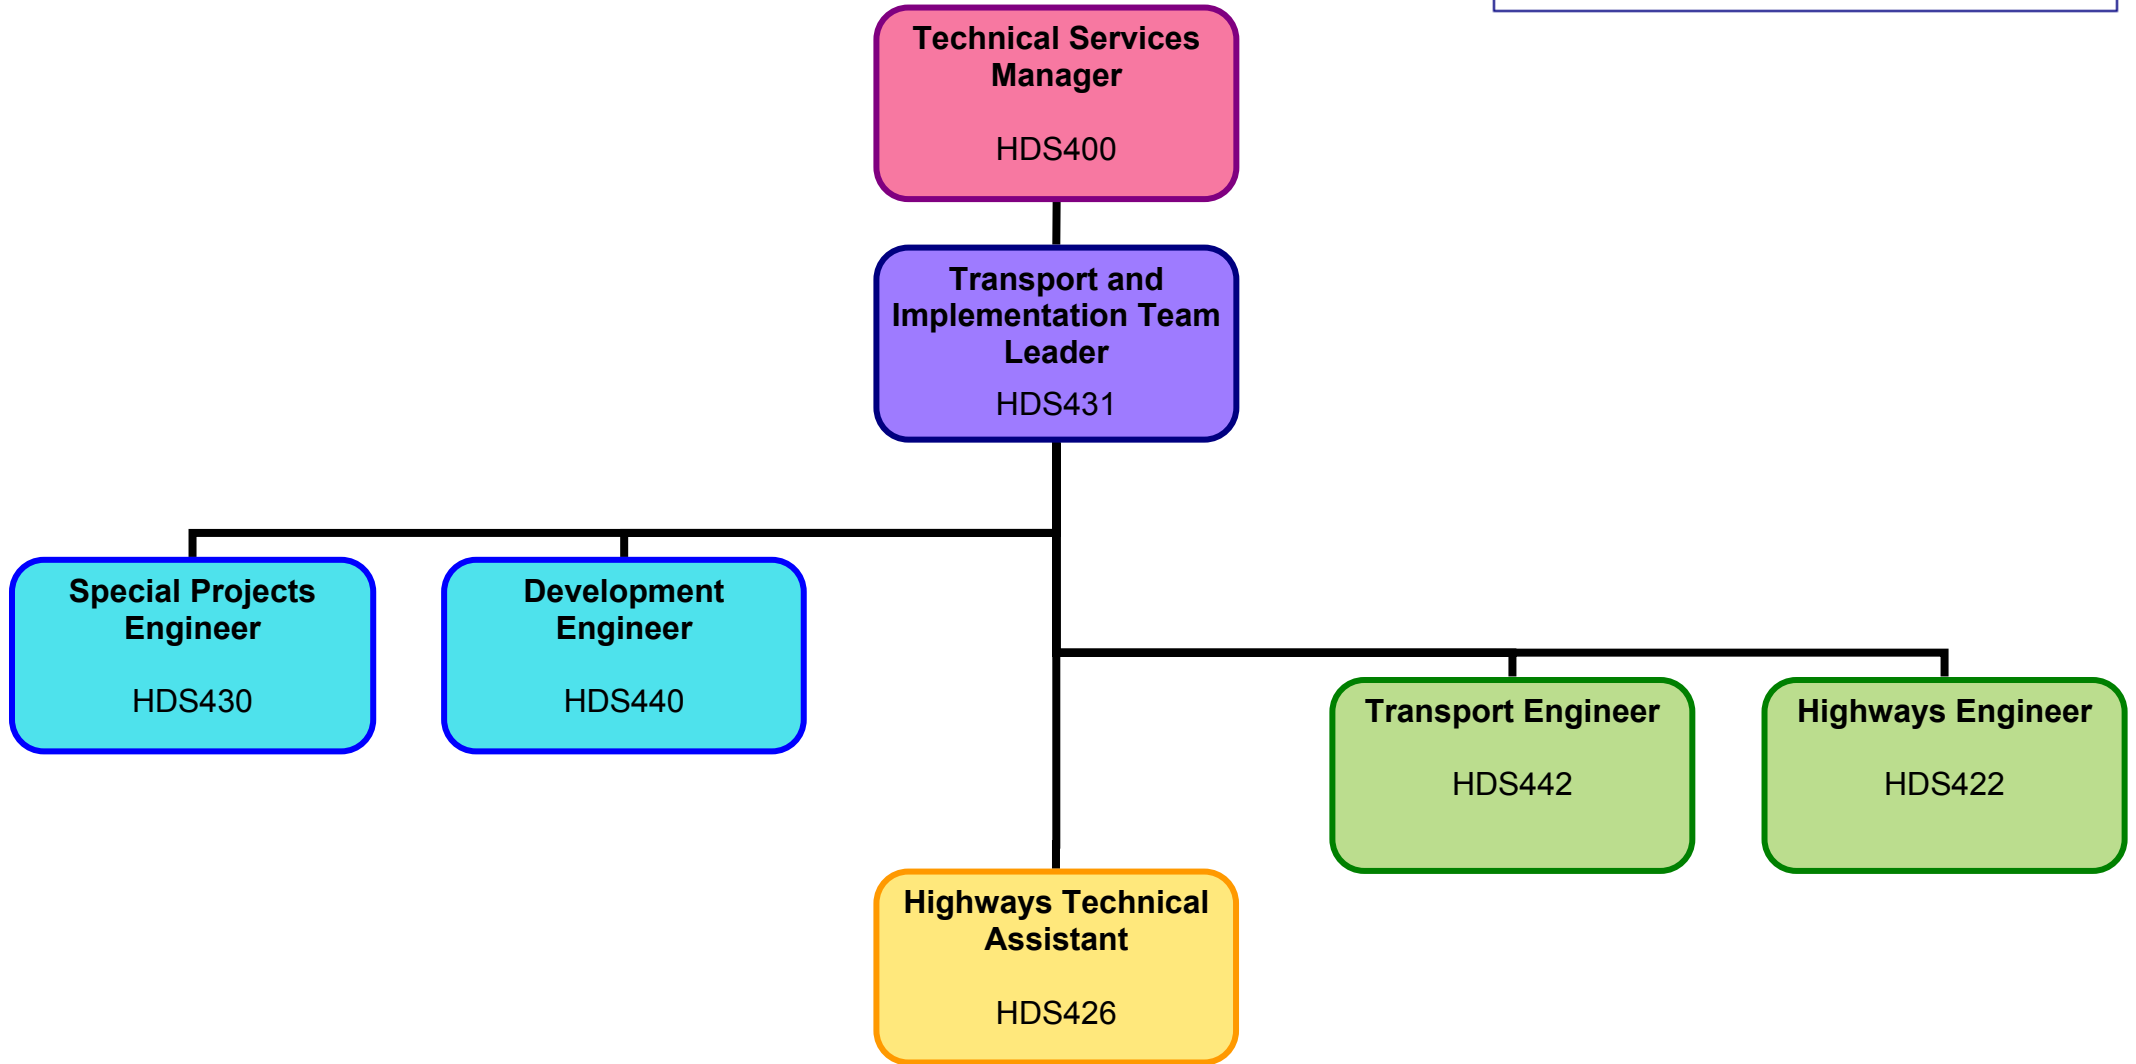 Technical Services
Manager
HDS400
Transport and
Implementation Team
Leader
HDS431
Special Projects
Engineer
HDS430
Development
Engineer
HDS440
Transport Engineer
HDS442
Highways Engineer
HDS422
Highways Technical
Assistant
HDS426